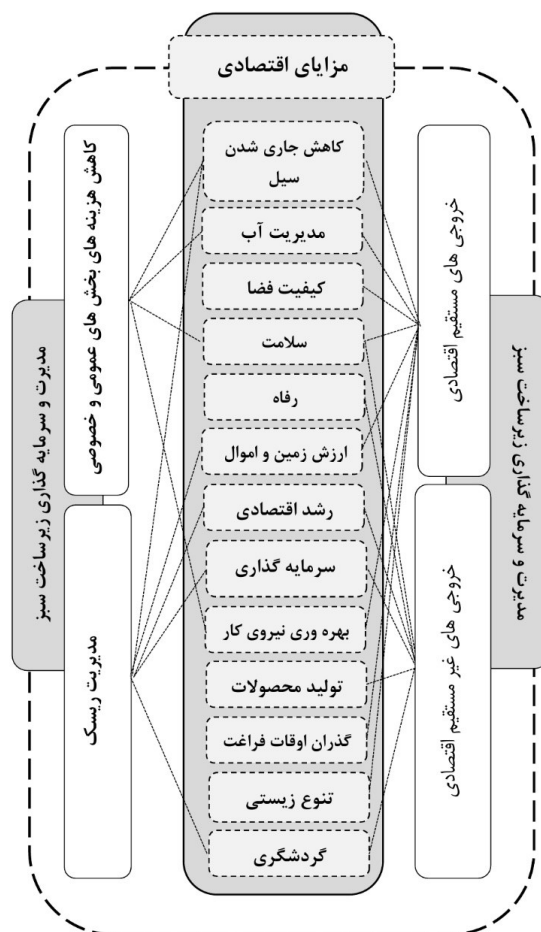 مزایای اقتصادی
کاهش جاری شدن
سیل
مدیریت آب
کیفیت فضا
سلامت
رفاه
ارزش زمین و اموال
رشد اقتصادی
سرمایه گذاری
بهره وری نیروی کار
تولید محصولات
گذران اوقات فراغت
تنوع زیستی
گردشگری
مدیرت و سرمایه گذاری زیرساخت سبز
خروجی های مستقیم اقتصادی
خروجی های غیر مستقیم اقتصادی
کاهش هزینه های بخش های عمومی و خصوصی
مدیریت ریسک
مدیرت و سرمایه گذاری زیرساخت سبز